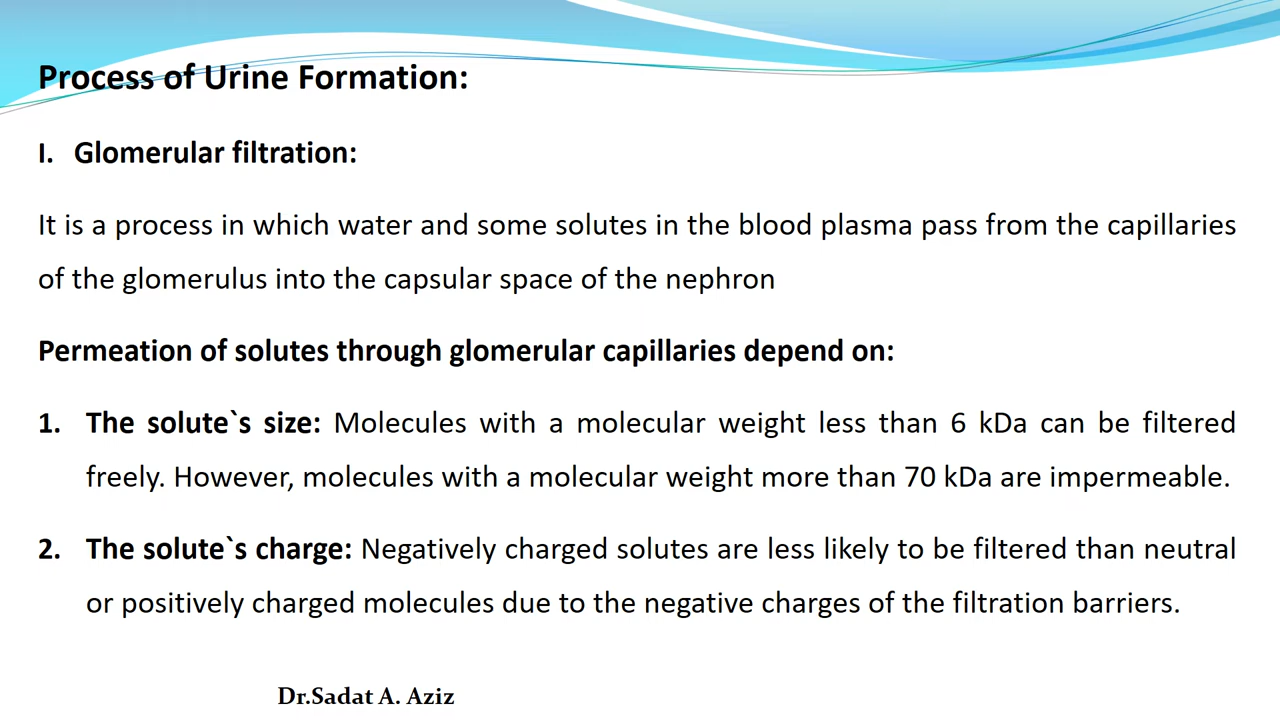 Process of Urine Formation:
I. Glomerular filtration:
It is a process in which water and some solutes in the blood plasma pass from the capillaries
of the glomerulus into the capsular space of the nephron
Permeation of solutes through glomerular capillaries depend on:
1. The solute`s size: Molecules with a molecular weight less than 6 kDa can be filtered
freely. However, molecules with a molecular weight more than 70 kDa are impermeable.
2. The solute`s charge: Negatively charged solutes are less likely to be filtered than neutral
or positively charged molecules due to the negative charges of the filtration barriers.
Dr.Sadat A. Aziz